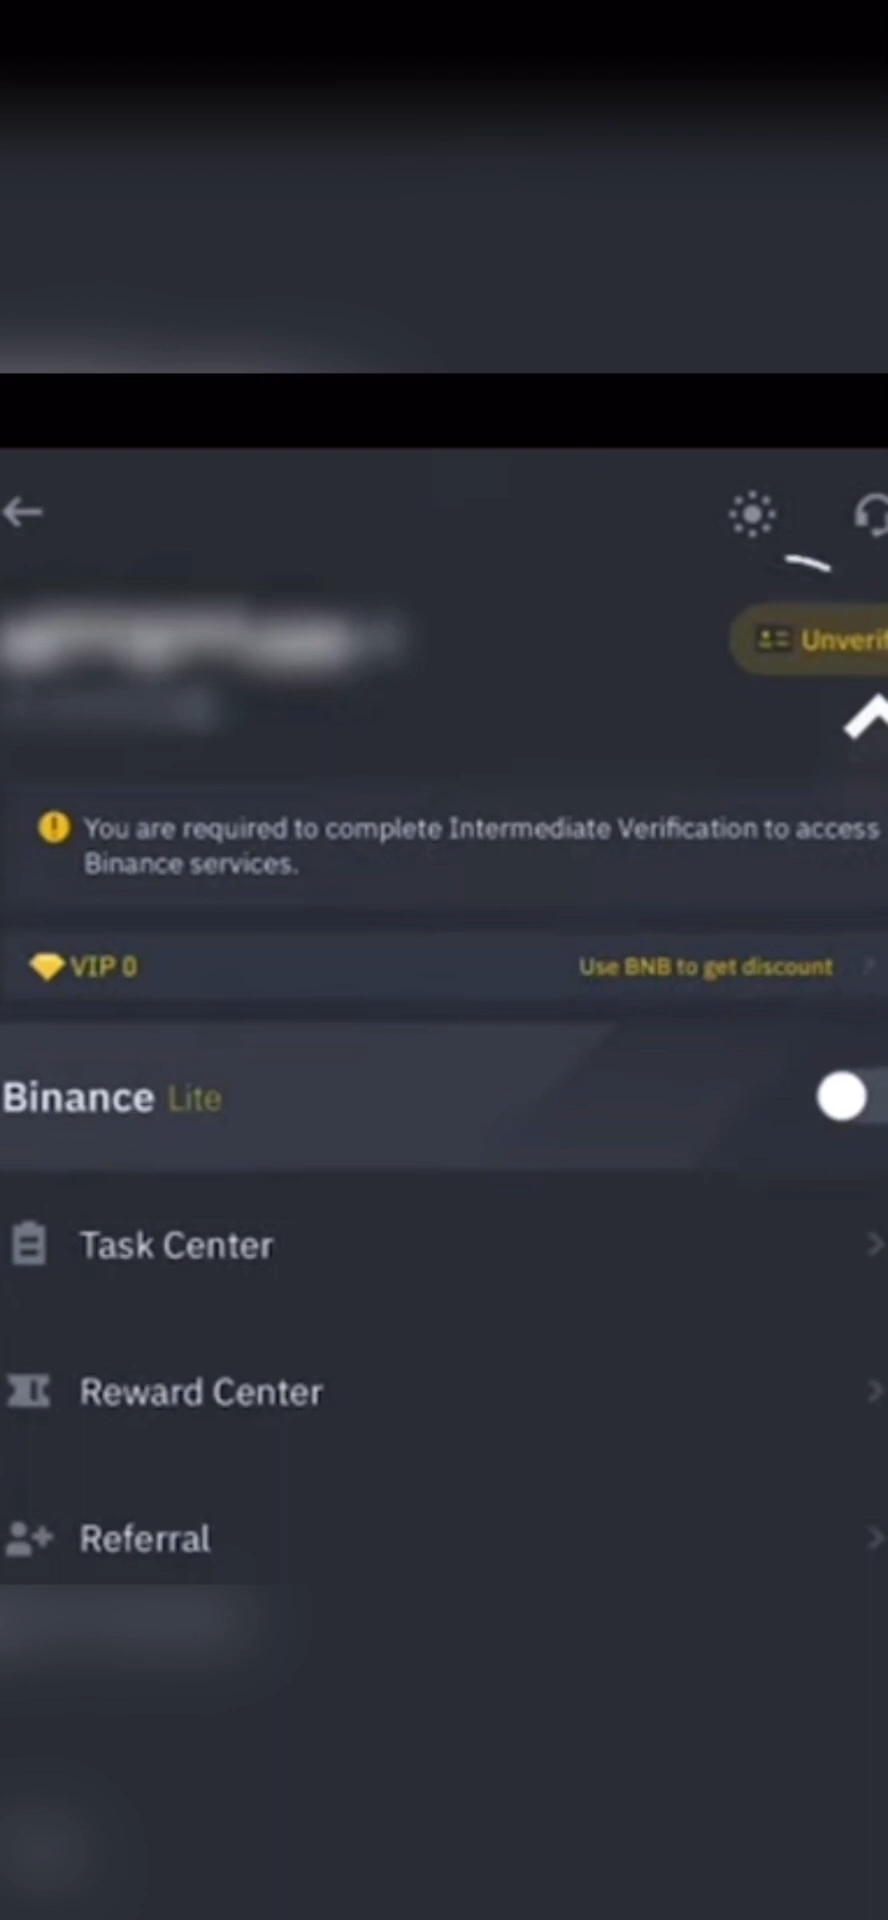 Unverif
You are required to complete Intermediate Verification to access
Binance services.
VIP 0
Use BNB to get discount
Binance Lite
Task Center
Reward Center
Referral